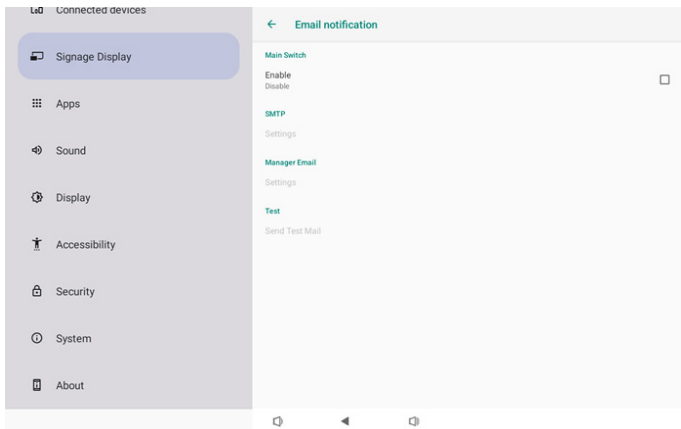 Connected devices
Signage Display
Apps
Sound
Display
Accessibility
Security
System
About
Email notification
Main Switch
Enable
Disable
SMTP
Settings
Manager Email
Settings
Test
Send Test Mail